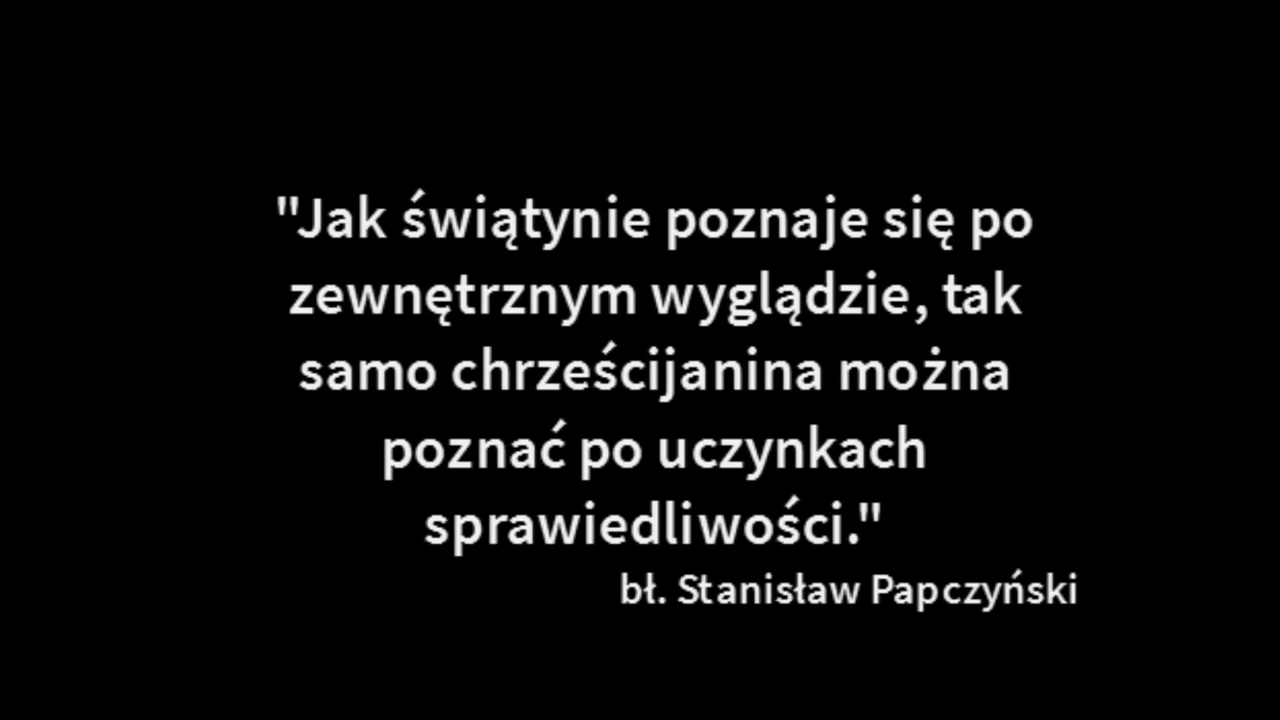 "Jak świątynie poznaje się po
zewnętrznym wyglądzie, tak
samo chrześcijanina można
poznać po uczynkach
sprawiedliwości."
bł. Stanisław Papczyński